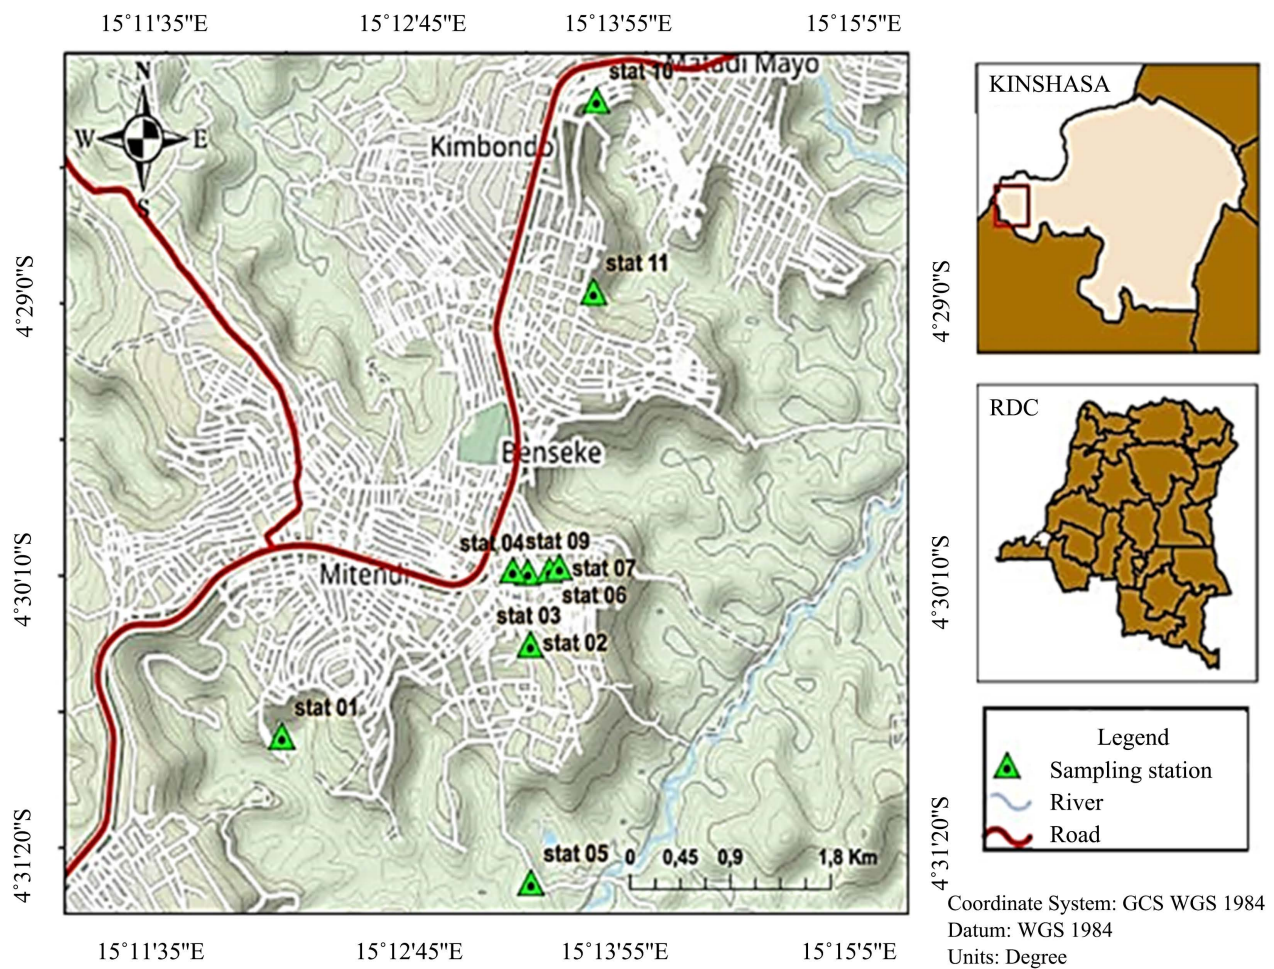 15°11'35"E 15°12'45"E 15°13'55"E 15°15'5"E
stat 10 Matadi Mayo
N
W E
S
Kimbondo
stat 11
4°29'0"S
Benseke
stat 04 stat 09
stat 07
Mitendi
stat 06
4°30'10"S
stat 03
stat 02
stat 01
4°31'20"S
stat 05
0 0,45 0,9 1,8 Km
15°11'35"E 15°12'45"E 15°13'55"E 15°15'5"E
KINSHASA
4°29'0"S
RDC
4°30'10"S
Legend
Sampling station
River
Road
4°31'20"S
Coordinate System: GCS WGS 1984
Datum: WGS 1984
Units: Degree